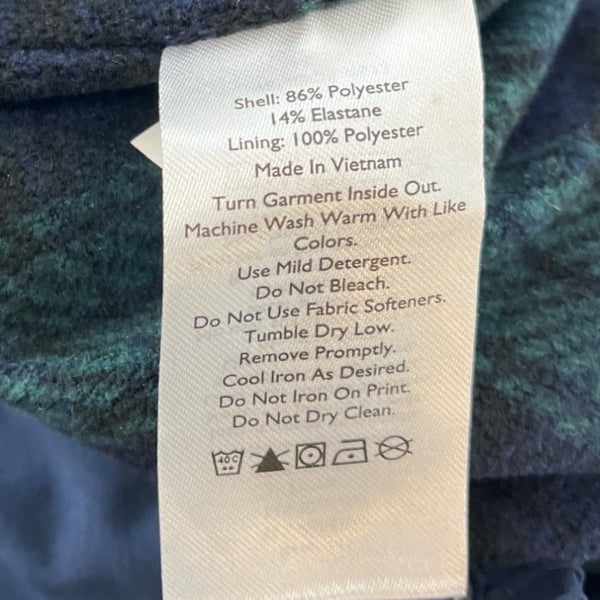 Shell: 86% Polyester
14% Elastane
Lining: 100% Polyester
Made In Vietnam
Turn Garment Inside Out.
Machine Wash Warm With Like
Colors.
Use Mild Detergent.
Do Not Bleach.
Do Not Use Fabric Softeners.
Tumble Dry Low.
Remove Promptly.
Cool Iron As Desired.
Do Not Iron On Print.
Do Not Dry Clean.
40C